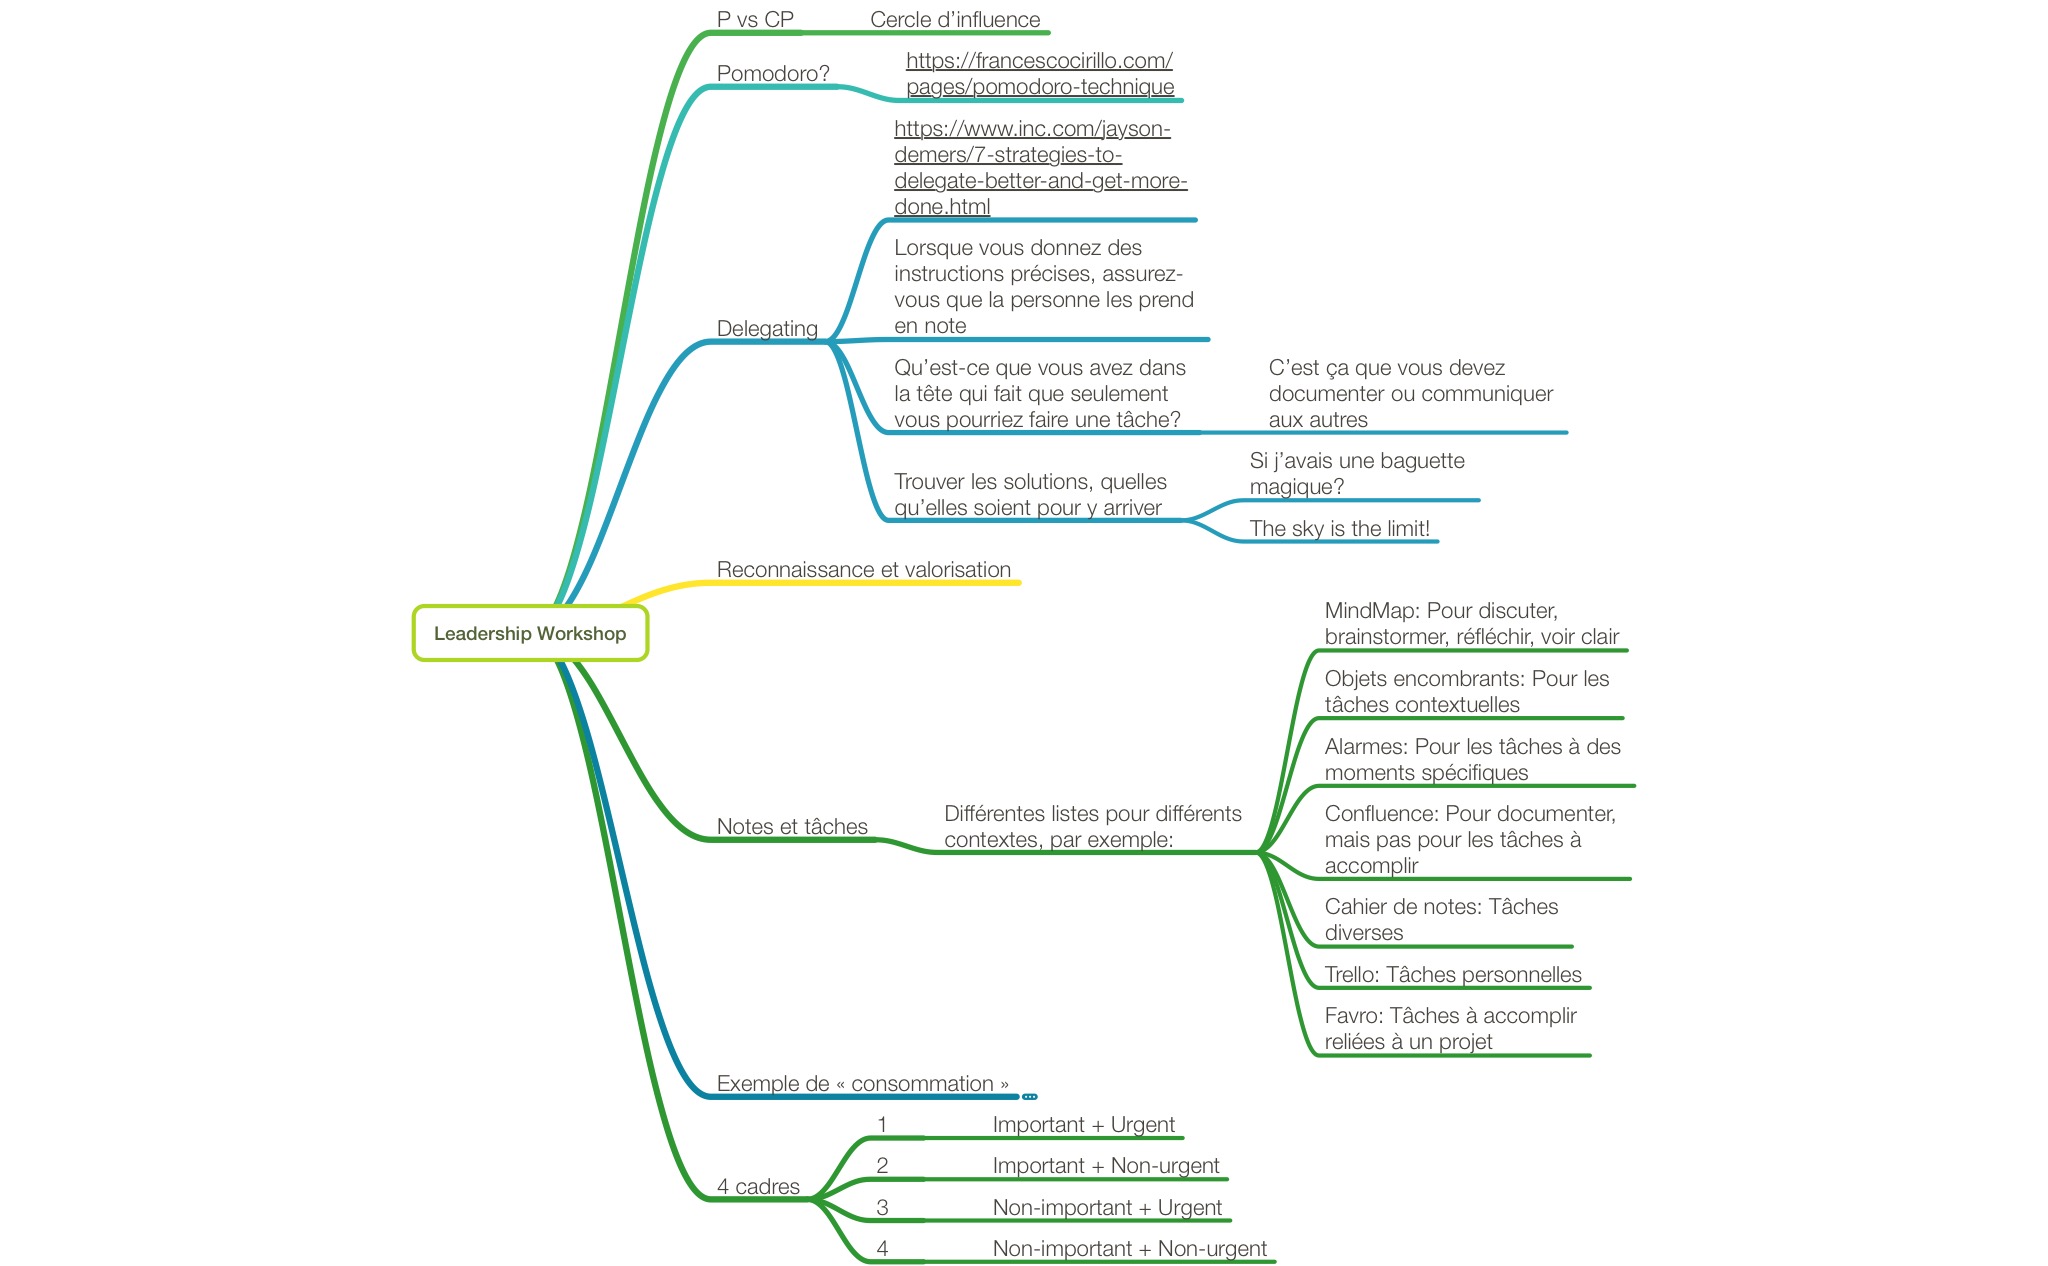 P vs CP
Cercle d’influence
Pomodoro?
https://francescocirillo.com/
pages/pomodoro-technique
Delegating
https://www.inc.com/jayson-
demers/7-strategies-to-
delegate-better-and-get-more-
done.html
Lorsque vous donnez des
instructions précises, assurez-
vous que la personne les prend
en note
Qu’est-ce que vous avez dans
la tête qui fait que seulement
vous pourriez faire une tâche?
C’est ça que vous devez
documenter ou communiquer
aux autres
Trouver les solutions, quelles
qu’elles soient pour y arriver
Si j’avais une baguette
magique?
The sky is the limit!
Reconnaissance et valorisation
Leadership Workshop
Notes et tâches
Différentes listes pour différents
contextes, par exemple:
MindMap: Pour discuter,
brainstormer, réfléchir, voir clair
Objets encombrants: Pour les
tâches contextuelles
Alarmes: Pour les tâches à des
moments spécifiques
Confluence: Pour documenter,
mais pas pour les tâches à
accomplir
Cahier de notes: Tâches
diverses
Trello: Tâches personnelles
Favro: Tâches à accomplir
reliées à un projet
Exemple de « consommation »
4 cadres
1
Important + Urgent
2
Important + Non-urgent
3
Non-important + Urgent
4
Non-important + Non-urgent